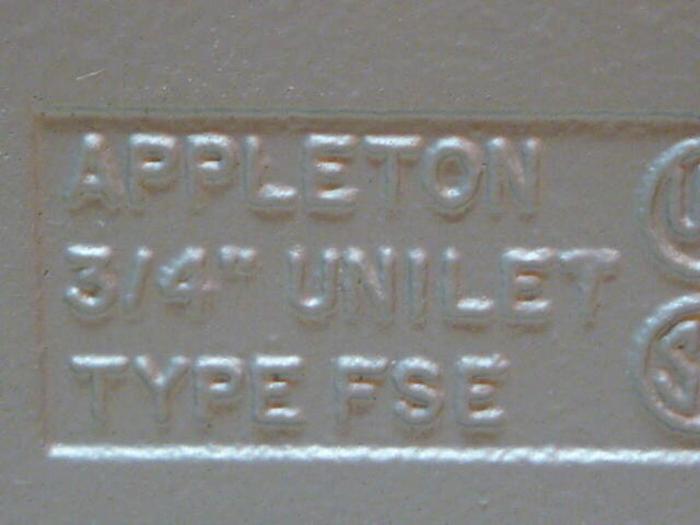 APPLETON
3/4" UNILET
TYPE FSE